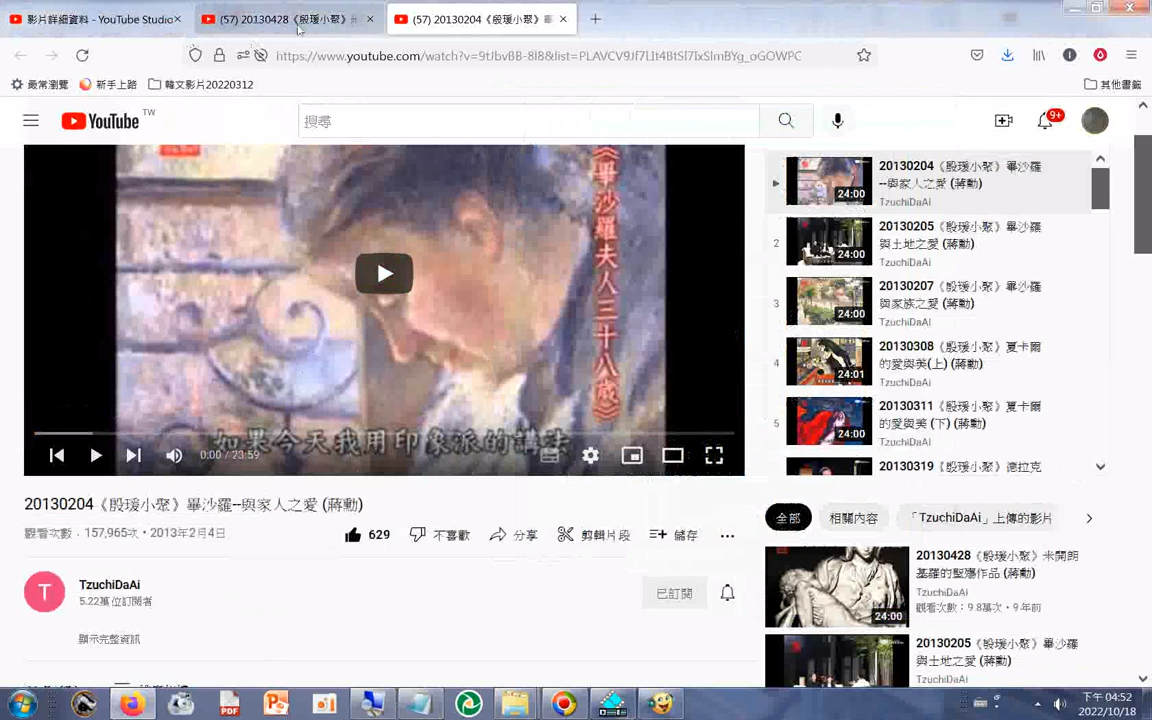 影片詳細資料 - YouTube Studio
(57) 20130428《殷瑗小聚》
(57) 20130204《殷瑗小聚》
https://www.youtube.com/watch?v=9tJbvBB-8l8&list=PLAVCV9Jf7LIt4BtSl7lxSlmBYg_oGOWPC
最常瀏覽
新手上路
韓文影片20220312
其他書籤
YouTube TW
搜尋
9+
《畢沙羅夫人三十八歲》
如果今天我用印象派的講法
0:00 / 23:59
20130204《殷瑗小聚》畢沙羅
--與家人之愛 (蔣勳)
TzuchiDaAi
24:00
2
20130205《殷瑗小聚》畢沙羅
與土地之愛 (蔣勳)
TzuchiDaAi
24:00
3
20130207《殷瑗小聚》畢沙羅
與家族之愛 (蔣勳)
TzuchiDaAi
24:00
4
20130308《殷瑗小聚》夏卡爾
的愛與美(上) (蔣勳)
TzuchiDaAi
24:01
5
20130311《殷瑗小聚》夏卡爾
的愛與美 (下) (蔣勳)
TzuchiDaAi
24:00
20130319《殷瑗小聚》德拉克
20130204《殷瑗小聚》畢沙羅--與家人之愛 (蔣勳)
觀看次數：157,965次・2013年2月4日
629
不喜歡
分享
剪輯片段
儲存
T
TzuchiDaAi
5.22萬 位訂閱者
已訂閱
顯示完整資訊
全部
相關內容
「TzuchiDaAi」上傳的影片
20130428《殷瑗小聚》米開朗
基羅的聖殤作品 (蔣勳)
TzuchiDaAi
觀看次數：9.8萬次・9 年前
24:00
20130205《殷瑗小聚》畢沙羅
與土地之愛 (蔣勳)
TzuchiDaAi
PDF
下午 04:52
2022/10/18